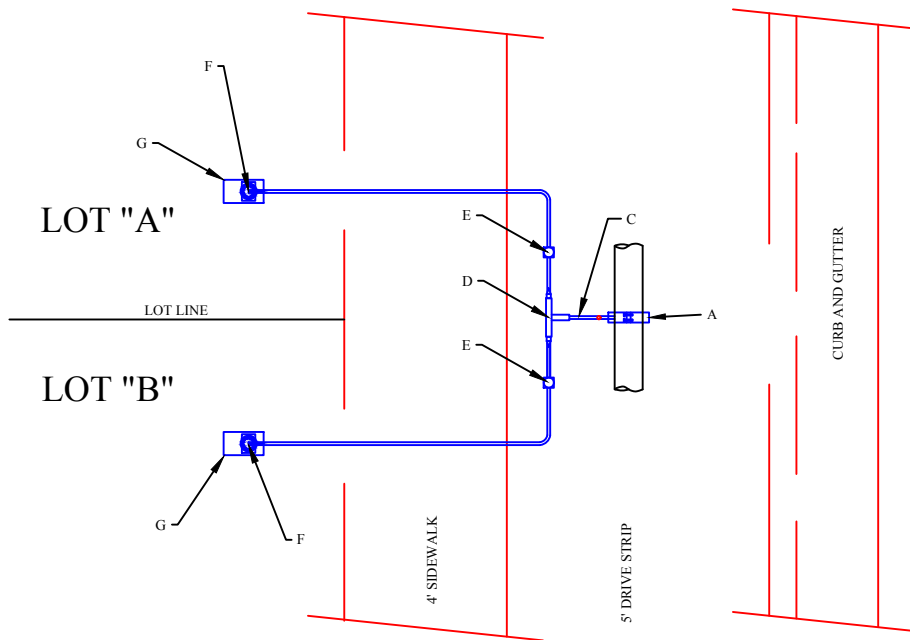 F
G
LOT "A"
E
C
D
LOT LINE
A
E
LOT "B"
G
F
4' SIDEWALK
5' DRIVE STRIP
CURB AND GUTTER